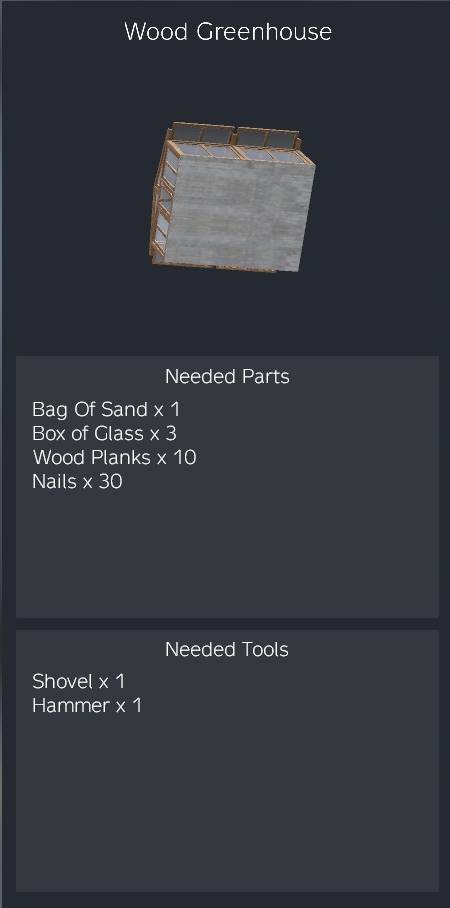 Wood Greenhouse
Needed Parts
Bag Of Sand x 1
Box of Glass x 3
Wood Planks x 10
Nails x 30
Needed Tools
Shovel x 1
Hammer x 1